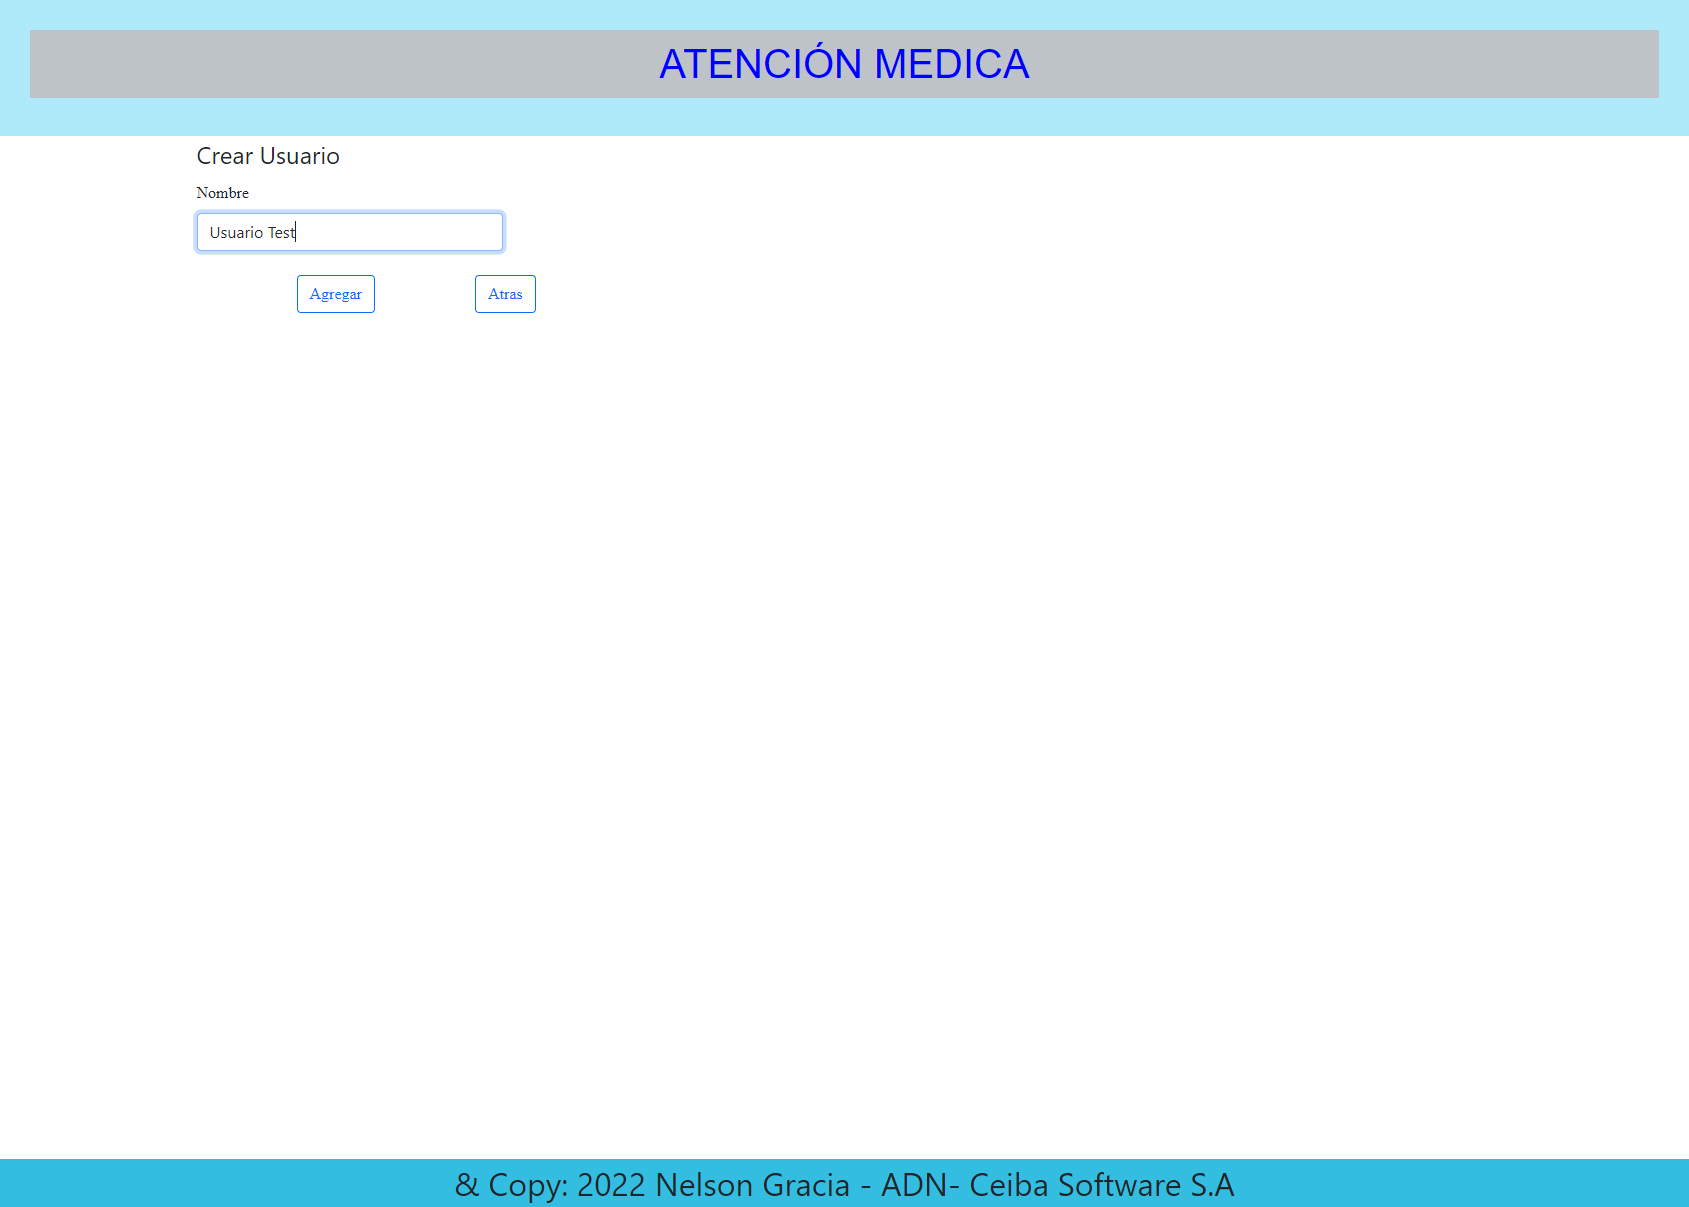 ATENCIÓN MEDICA
Crear Usuario
Nombre
Usuario Test
Agregar Atras
& Copy: 2022 Nelson Gracia - ADN- Ceiba Software S.A